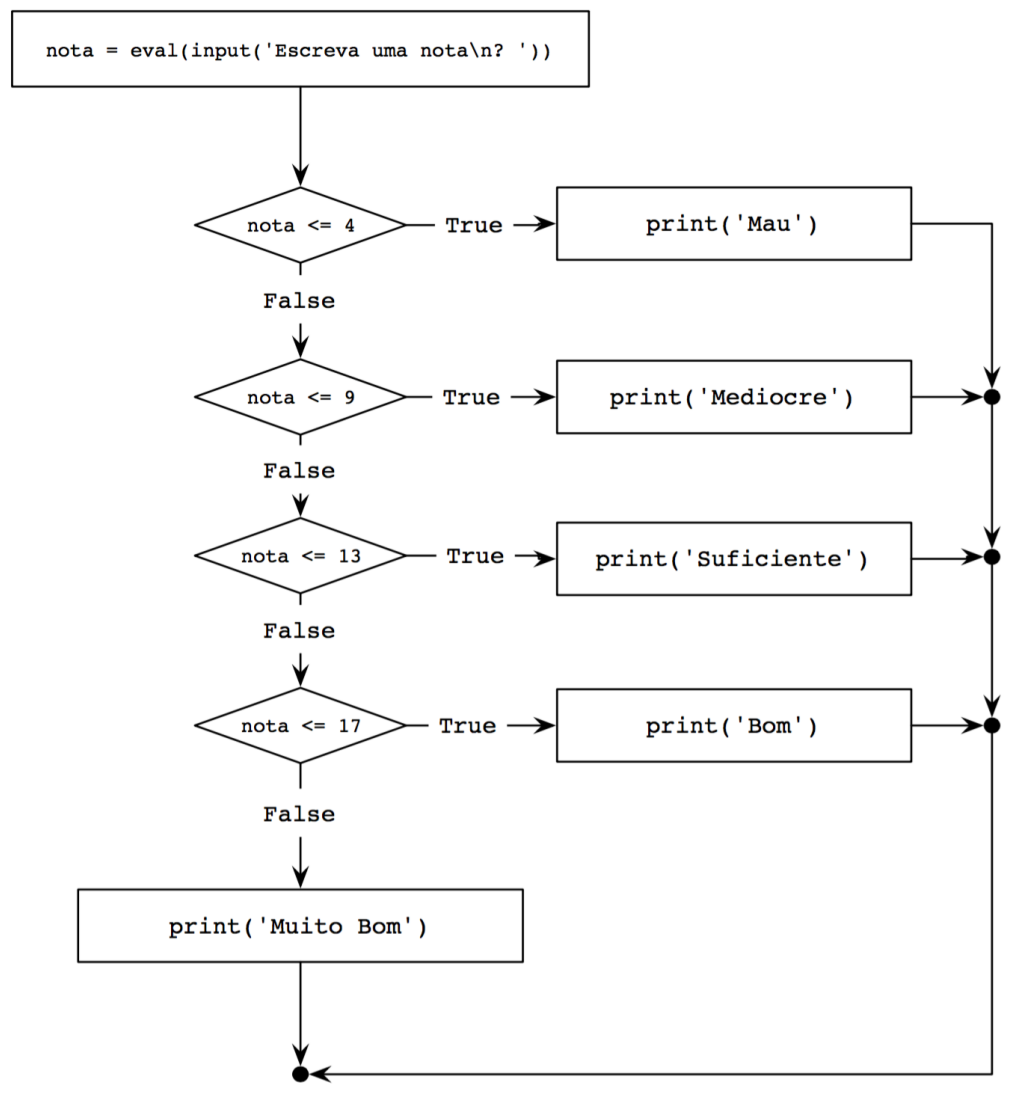 nota = eval(input('Escreva uma nota\n? '))
nota <= 4
True
print('Mau')
False
nota <= 9
True
print('Mediocre')
False
nota <= 13
True
print('Suficiente')
False
nota <= 17
True
print('Bom')
False
print('Muito Bom')